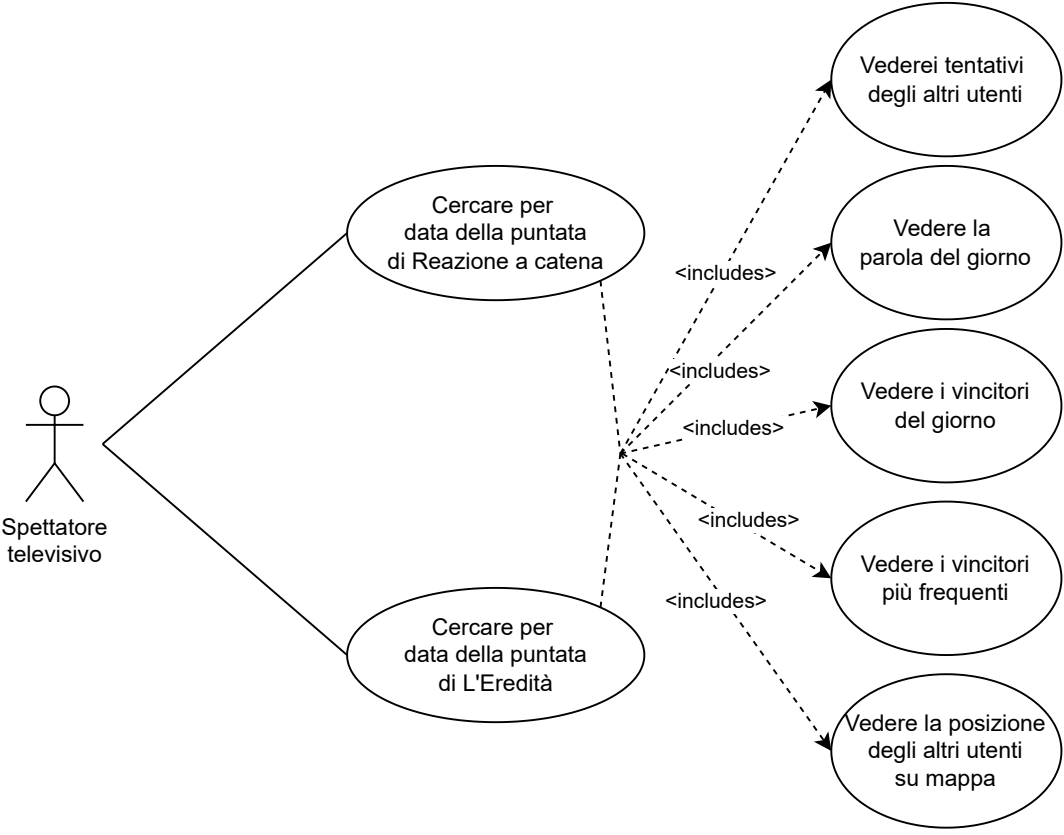 Vederei tentativi
degli altri utenti
Cercare per
data della puntata
di Reazione a catena
Vedere la
parola del giorno
<includes>
<includes>
Vedere i vincitori
del giorno
<includes>
Spettatore
televisivo
<includes>
Vedere i vincitori
più frequenti
<includes>
Cercare per
data della puntata
di L'Eredità
Vedere la posizione
degli altri utenti
su mappa